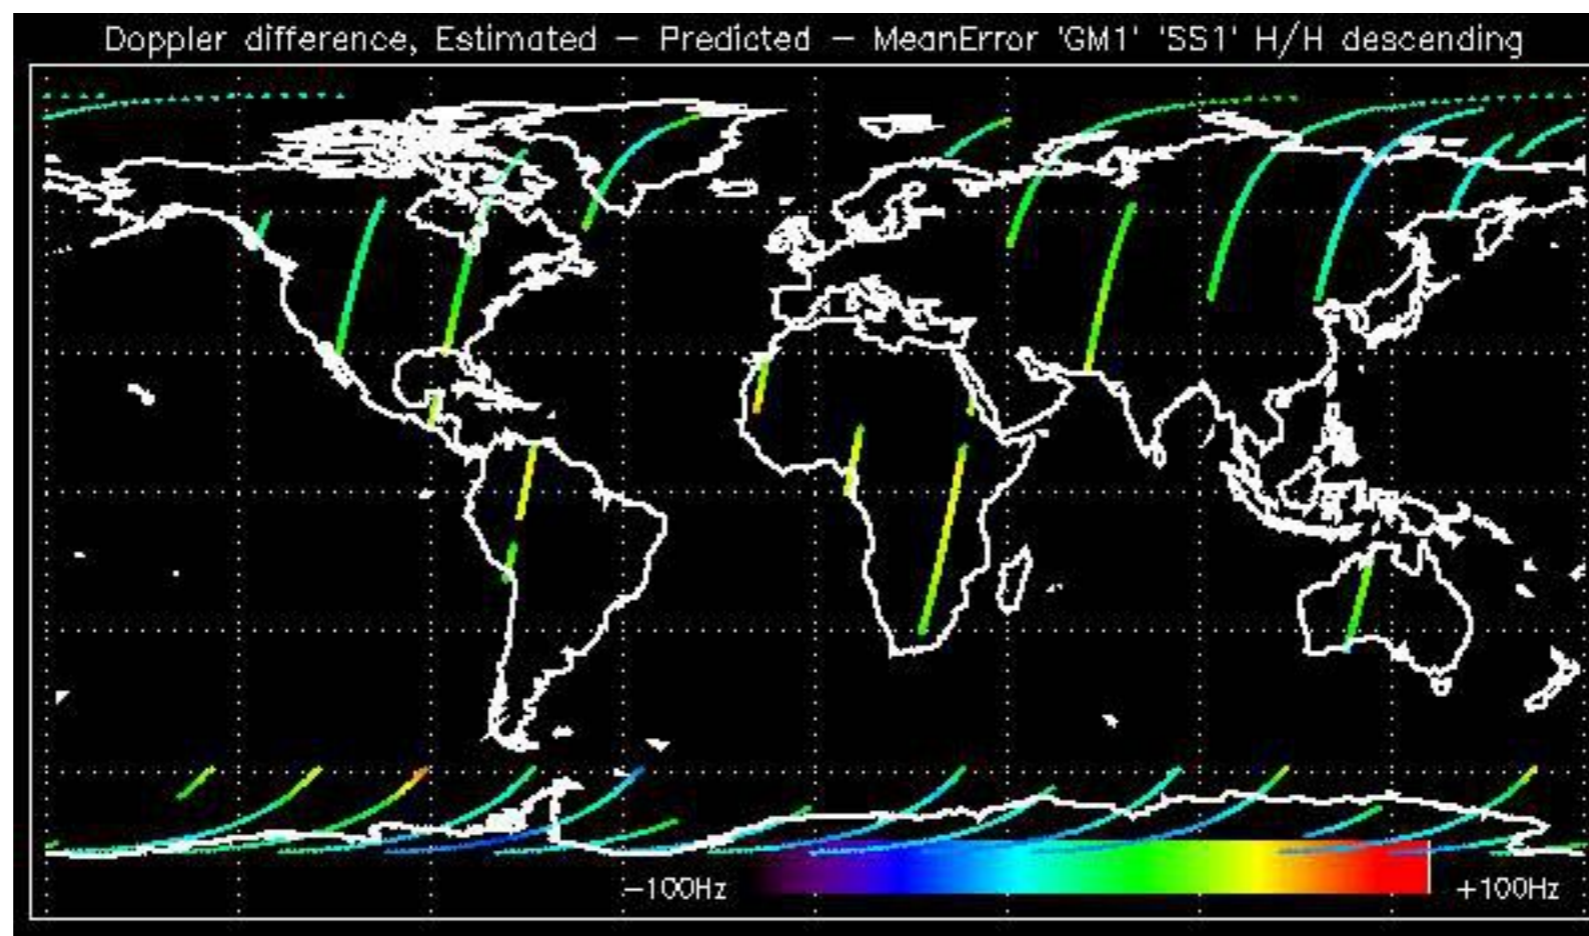 Doppler difference, Estimated – Predicted – MeanError 'GM1' 'SS1' H/H descending
–100Hz +100Hz